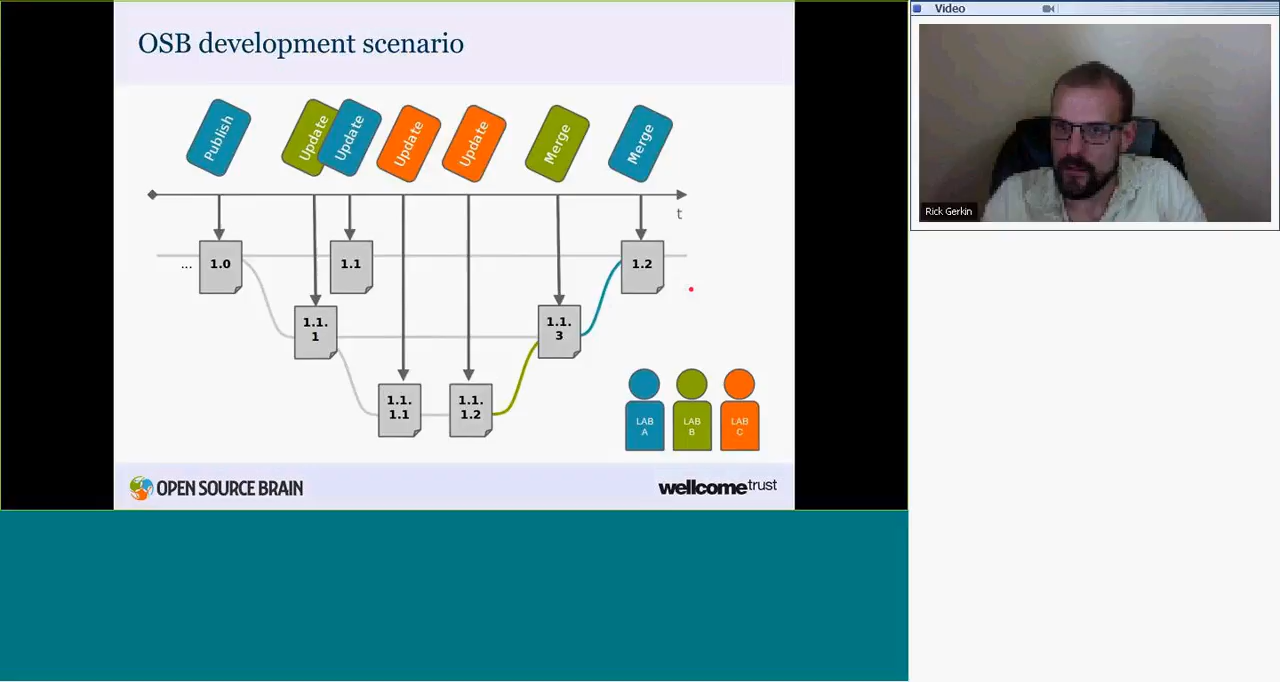 OSB development scenario
Publish
Update
Update
Update
Update
Merge
Merge
t
...
1.0
1.1
1.2
1.1.
1
1.1.
3
1.1.
1.1
1.1.
1.2
LAB
A
LAB
B
LAB
C
OPEN SOURCE BRAIN
wellcometrust
Video
Rick Gerkin